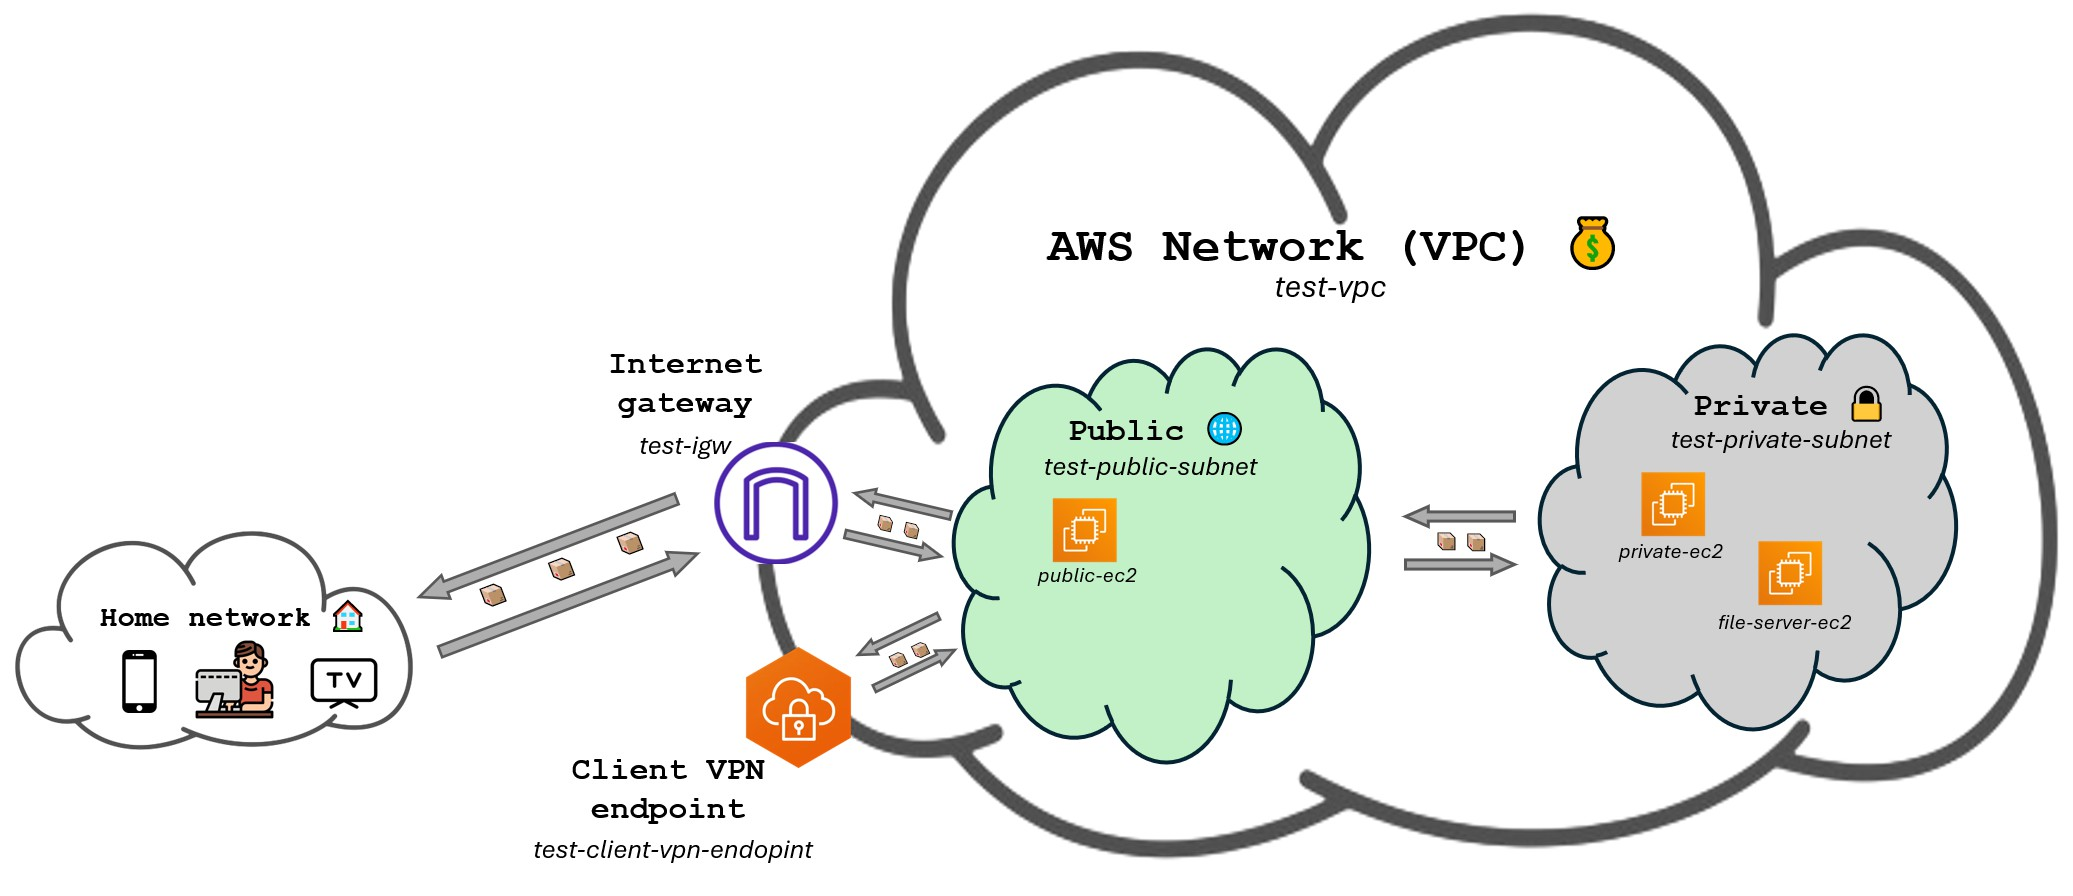 AWS Network (VPC)
test-vpc
Internet
gateway
test-igw
Public
test-public-subnet
public-ec2
Private
test-private-subnet
private-ec2
file-server-ec2
Home network
TV
Client VPN
endpoint
test-client-vpn-endopint